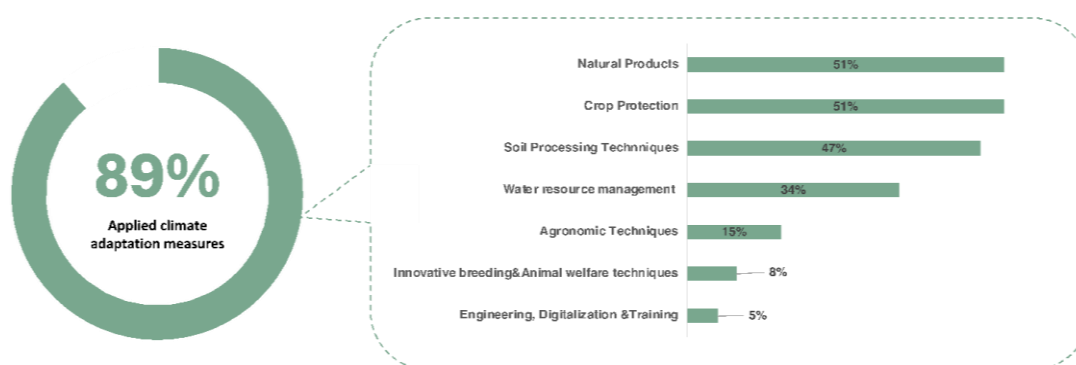 89%
Applied climate
adaptation measures
Natural Products 51%
Crop Protection 51%
Soil Processing Technniques 47%
Water resource management 34%
Agronomic Techniques 15%
Innovative breeding&Animal welfare techniques 8%
Engineering, Digitalization &Training 5%